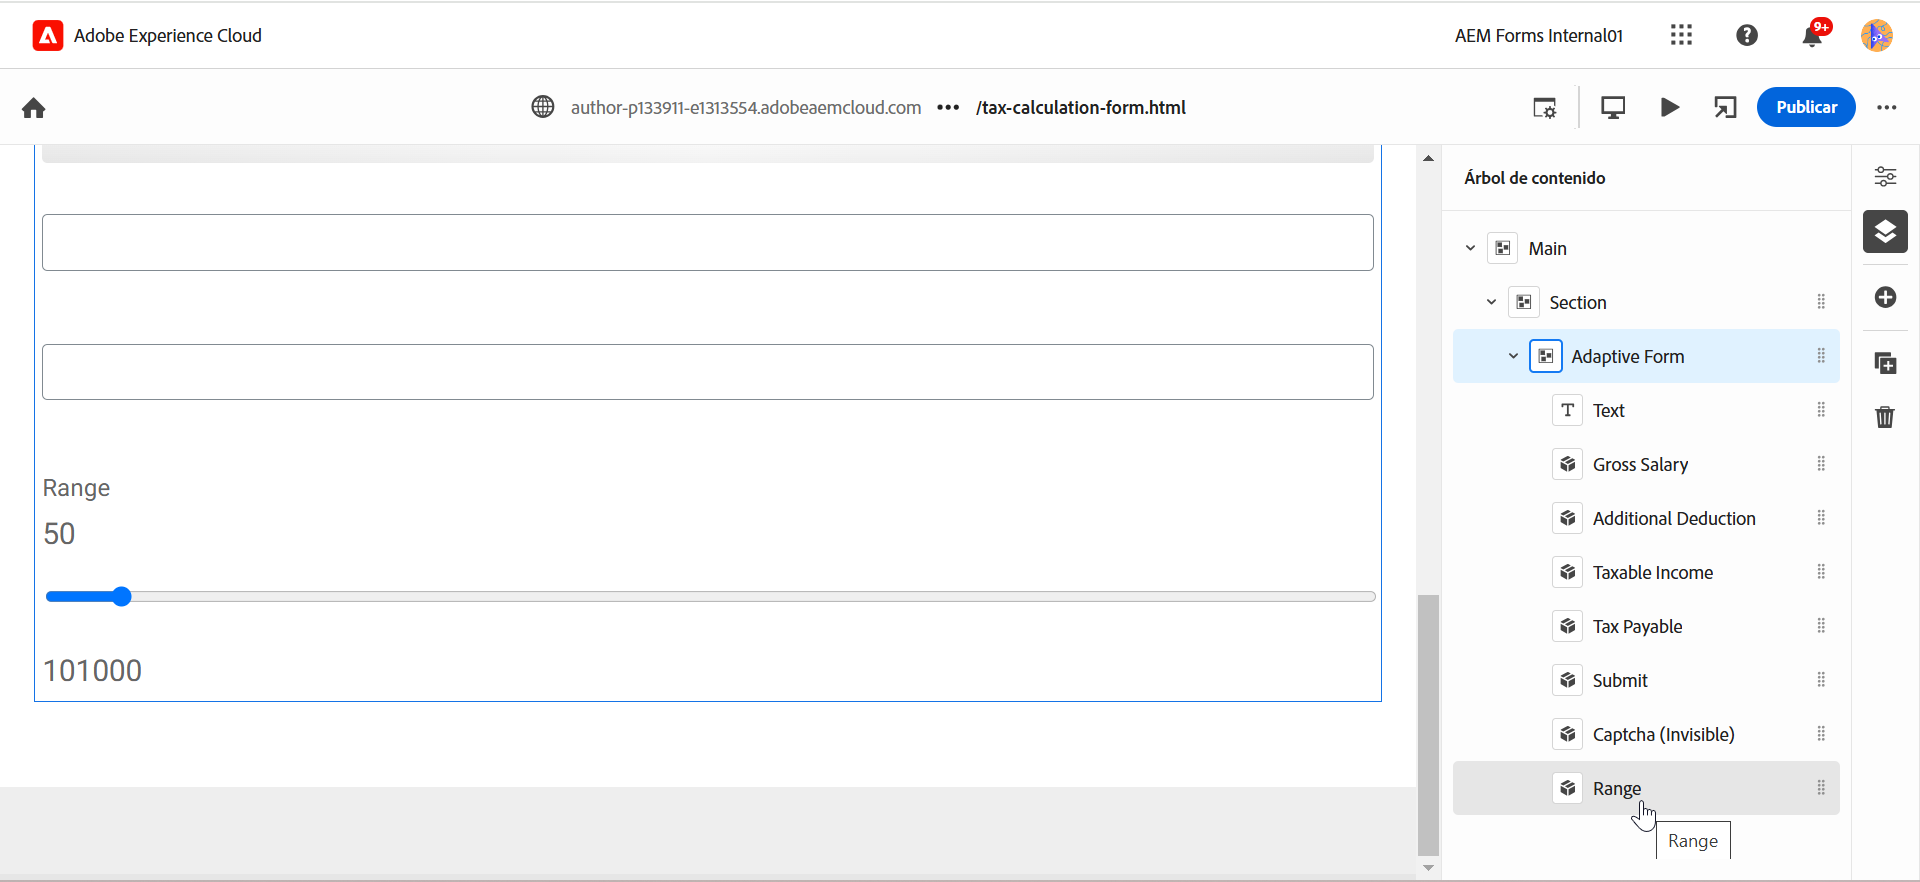 Adobe Experience Cloud
AEM Forms Internal01
9+
author-p133911-e1313554.adobeaemcloud.com ••• /tax-calculation-form.html
Publicar
Range
50
101000
Árbol de contenido
Main
Section
Adaptive Form
Text
Gross Salary
Additional Deduction
Taxable Income
Tax Payable
Submit
Captcha (Invisible)
Range
Range